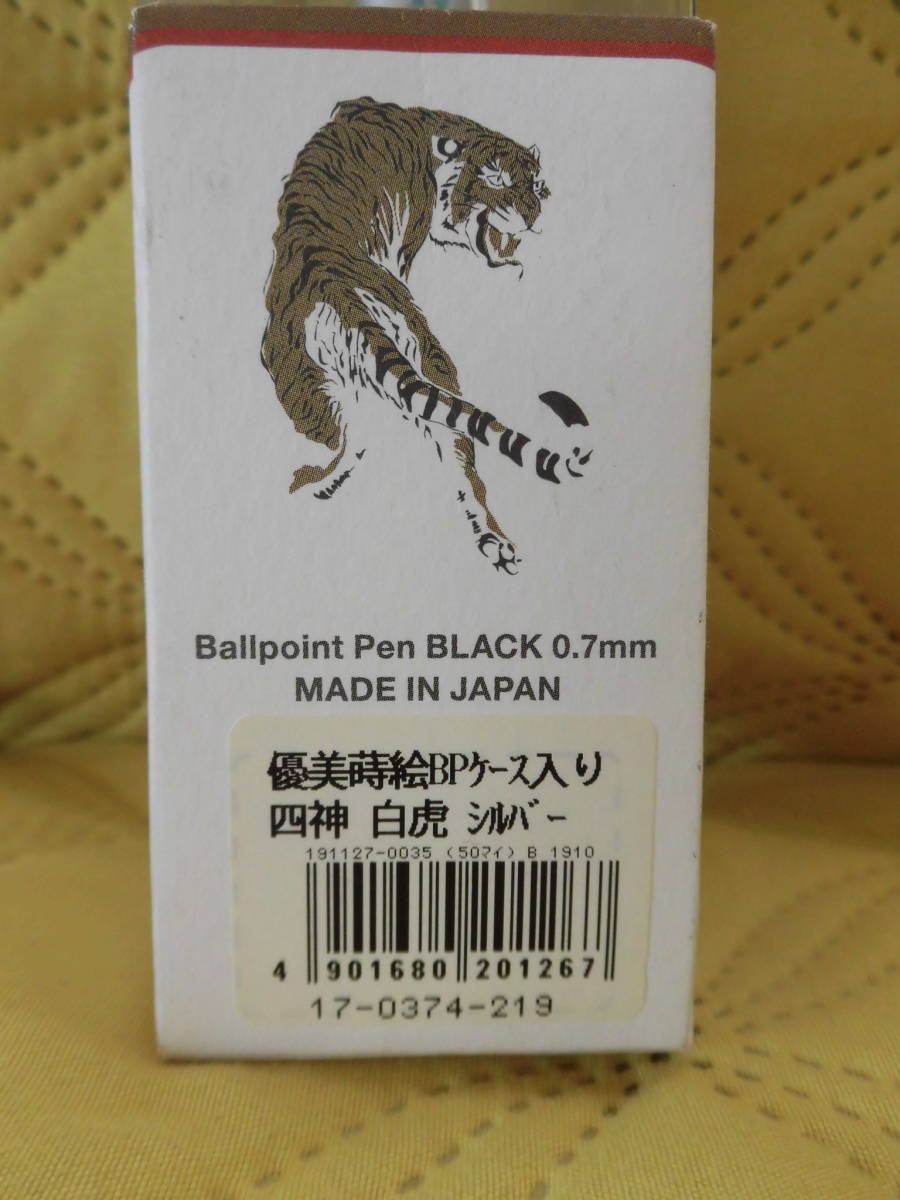 Ballpoint Pen BLACK 0.7mm
MADE IN JAPAN
優美蒔絵BPケース入り
四神 白虎 シルバー
191127-0035 (50マイ) B 1910
4 901680 201267
17-0374-219